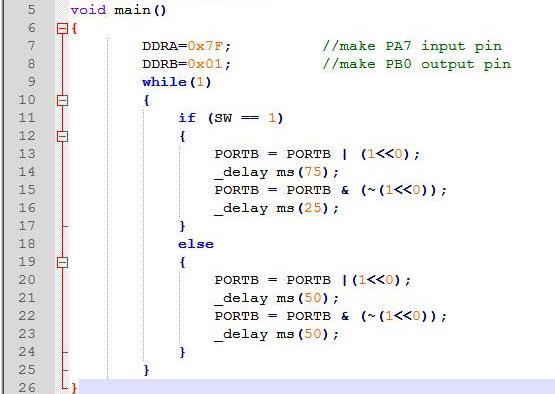 5 void main()
6 {
7 DDRA=0x7F; //make PA7 input pin
8 DDRB=0x01; //make PB0 output pin
9 while(1)
10 {
11 if (SW == 1)
12 {
13 PORTB = PORTB | (1<<0);
14 _delay ms(75);
15 PORTB = PORTB & (~(1<<0));
16 _delay ms(25);
17 }
18 else
19 {
20 PORTB = PORTB |(1<<0);
21 _delay ms(50);
22 PORTB = PORTB & (~(1<<0));
23 _delay ms(50);
24 }
25 }
26 }